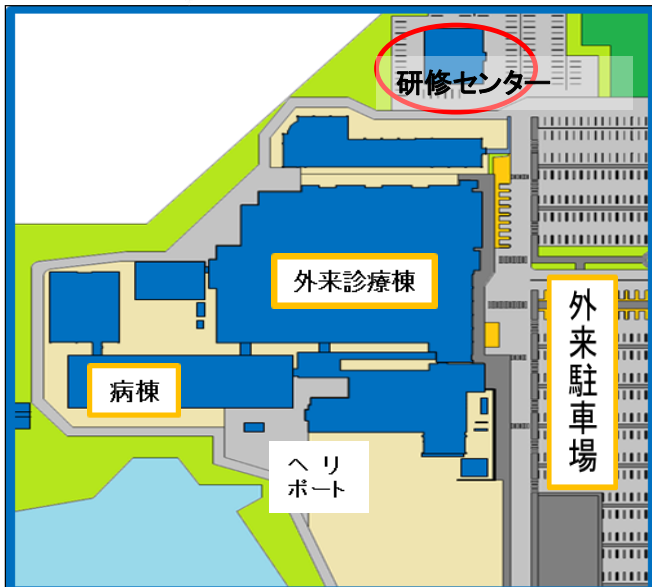 研修センター
外来診療棟
外来駐車場
病棟
ヘリ
ポート